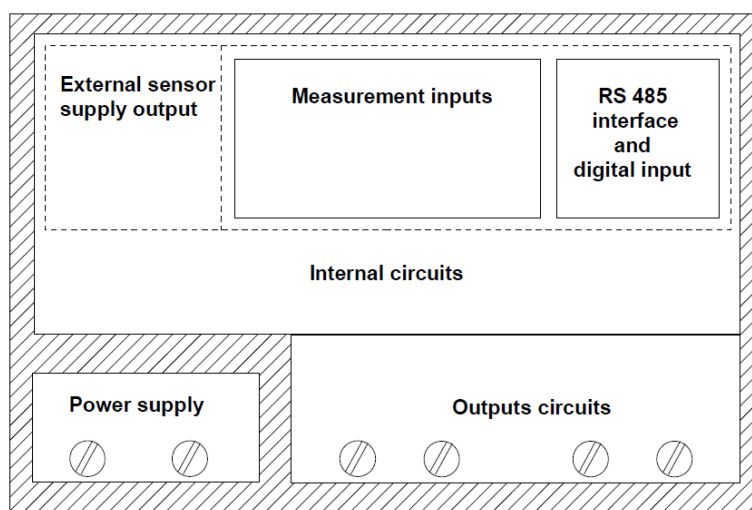 External sensor
supply output
Measurement inputs
RS 485
interface
and
digital input
Internal circuits
Power supply
Outputs circuits